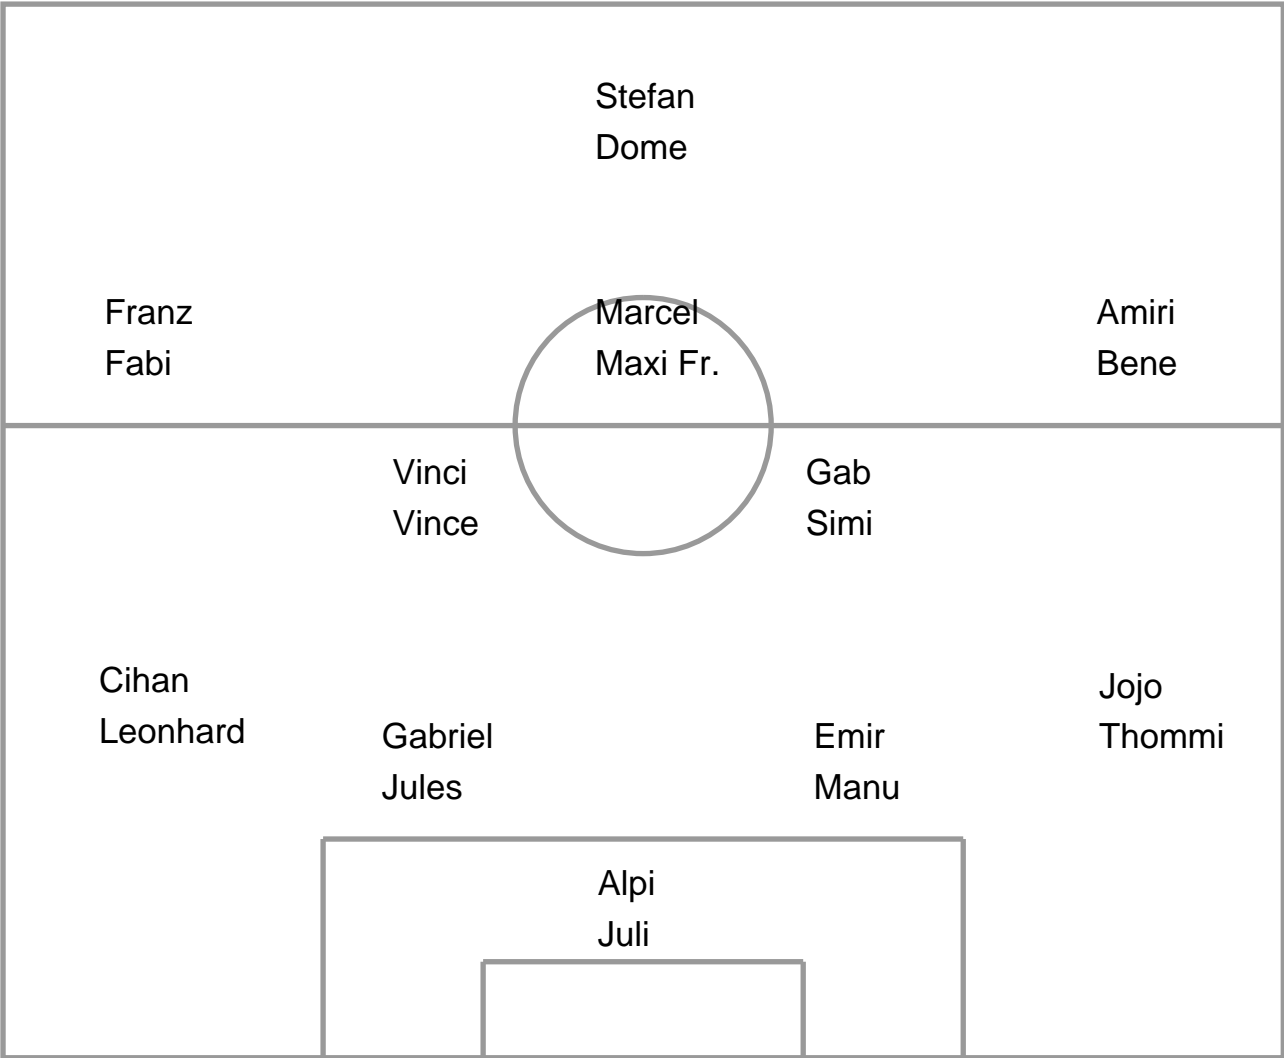 Stefan
Dome
Franz
Fabi
Marcel
Maxi Fr.
Amiri
Bene
Vinci
Vince
Gab
Simi
Cihan
Leonhard
Gabriel
Jules
Emir
Manu
Jojo
Thommi
Alpi
Juli